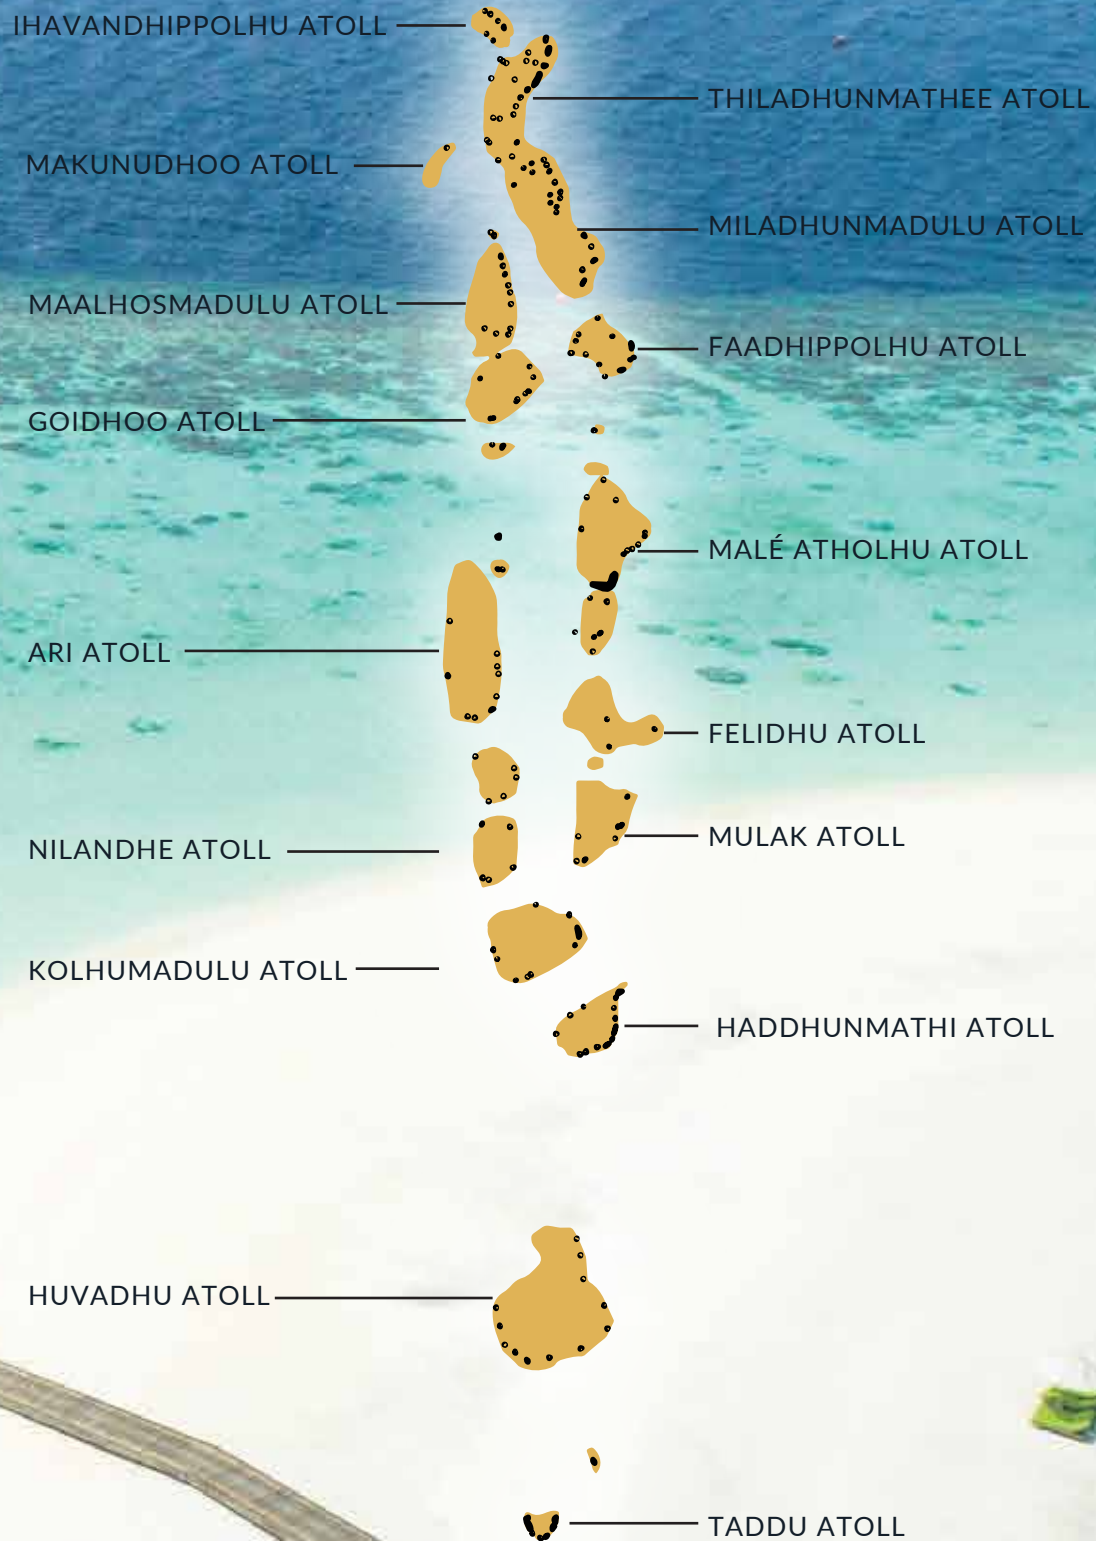 IHAVANDHIPPOLHU ATOLL
THILADHUNMATHEE ATOLL
MAKUNUDHOO ATOLL
MILADHUNMADULU ATOLL
MAALHOSMADULU ATOLL
FAADHIPPOLHU ATOLL
GOIDHOO ATOLL
MALÉ ATHOLHU ATOLL
ARI ATOLL
FELIDHU ATOLL
MULAK ATOLL
NILANDHE ATOLL
KOLHUMADULU ATOLL
HADDHUNMATHI ATOLL
HUVADHU ATOLL
TADDU ATOLL